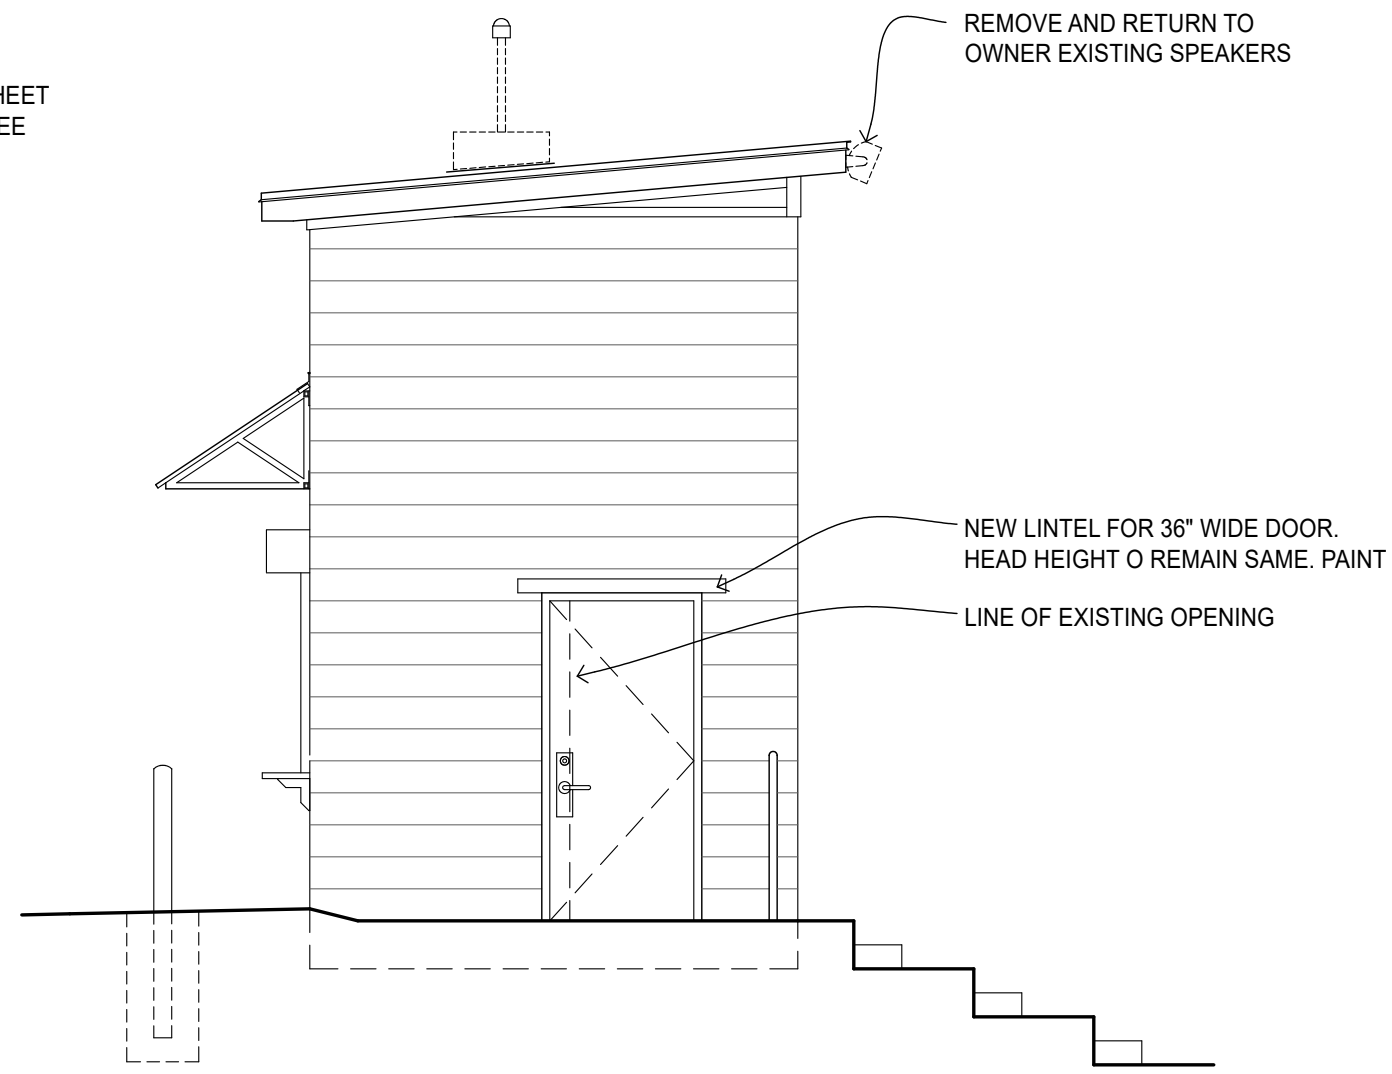 REMOVE AND RETURN TO
OWNER EXISTING SPEAKERS
HEET
EE
NEW LINTEL FOR 36" WIDE DOOR.
HEAD HEIGHT O REMAIN SAME. PAINT
LINE OF EXISTING OPENING